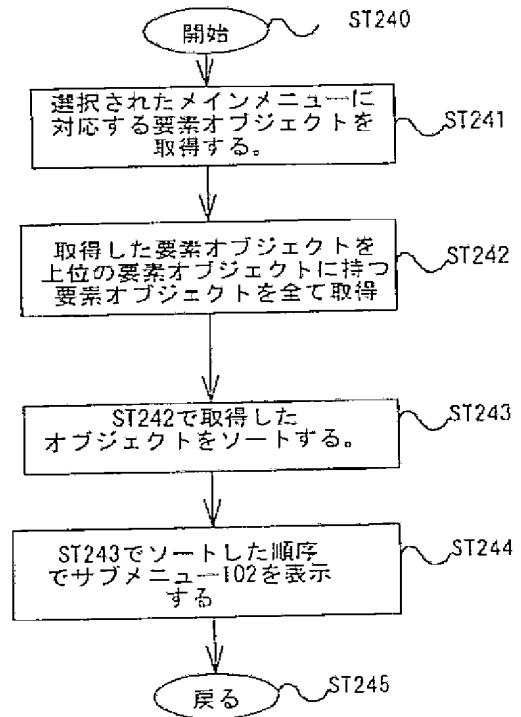 開始
ST240
選択されたメインメニューに
対応する要素オブジェクトを
取得する。
ST241
取得した要素オブジェクトを
上位の要素オブジェクトに持つ
要素オブジェクトを全て取得
ST242
ST242で取得した
オブジェクトをソートする。
ST243
ST243でソートした順序
でサブメニュー102を表示
する
ST244
戻る
ST245